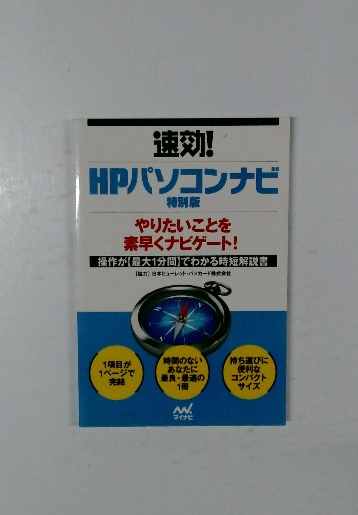 速効!
HPパソコンナビ
特別版
やりたいことを
素早くナビゲート!
操作が【最大1分間】でわかる時短解説書
［協力］日本ヒューレット・パッカード株式会社
1項目が
1ページで
完結
時間のない
あなたに
最良・最適の
1冊
持ち運びに
便利な
コンパクト
サイズ
マイナビ